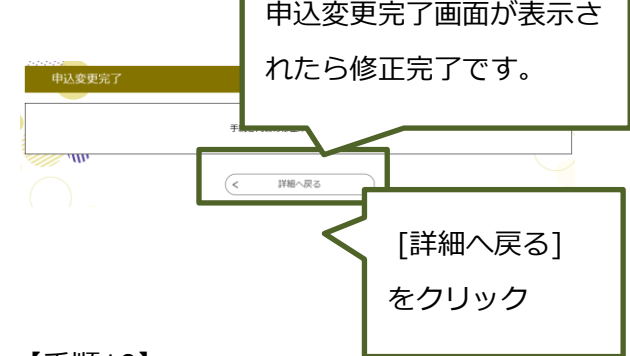 申込変更完了画面が表示さ
れたら修正完了です。
申込変更完了
< 詳細へ戻る
[詳細へ戻る]
をクリック